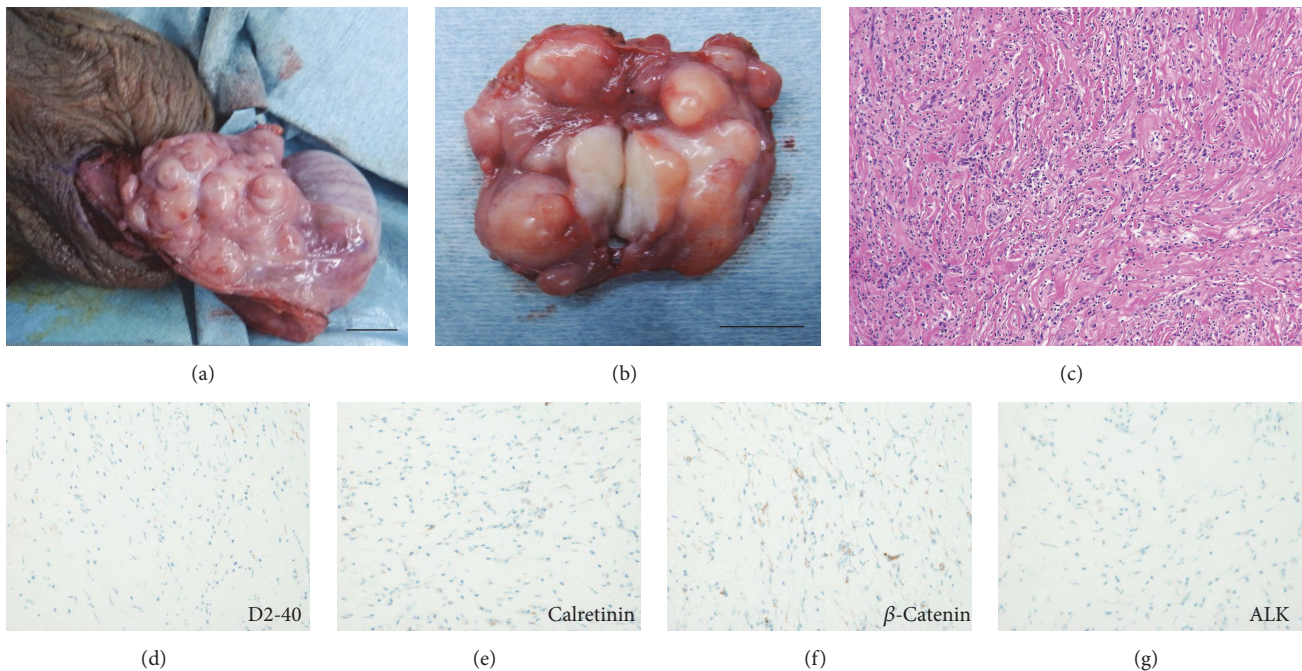 (a)
(b)
(c)
D2-40
Calretinin
β-Catenin
ALK
(d)
(e)
(f)
(g)